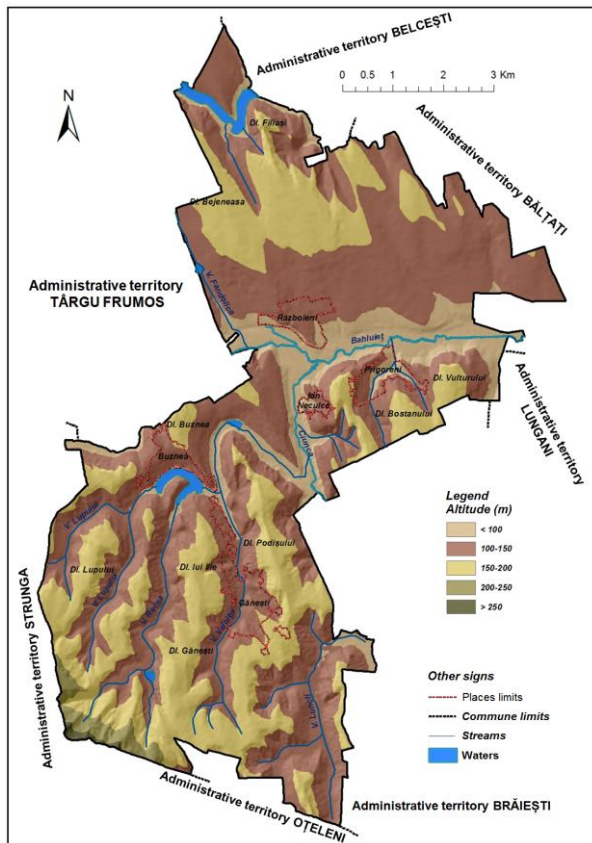 Administrative territory BELCEȘTI
N
0 0.5 1 2 3 Km
Dl. Filiași
Administrative territory BĂLȚAȚI
Dl. Bejeneasa
Administrative territory
TÂRGU FRUMOS
Războieni
Bahluieț
Prigoreni
Dl. Vulturului
Ion
Neculce
Dl. Bostanului
Administrative territory
LUNGANI
Ciunca
Dl. Buznea
Buznea
V. Lupului
Dl. Podișului
Dl. Lupului
Dl. lui Ilie
V. Lupului
Gănești
Dl. Gănești
Administrative territory STRUNGA
Legend
Altitude (m)
< 100
100-150
150-200
200-250
> 250
Other signs
Places limits
Commune limits
Streams
Waters
Administrative territory OȚELENI
Administrative territory BRĂIEȘTI